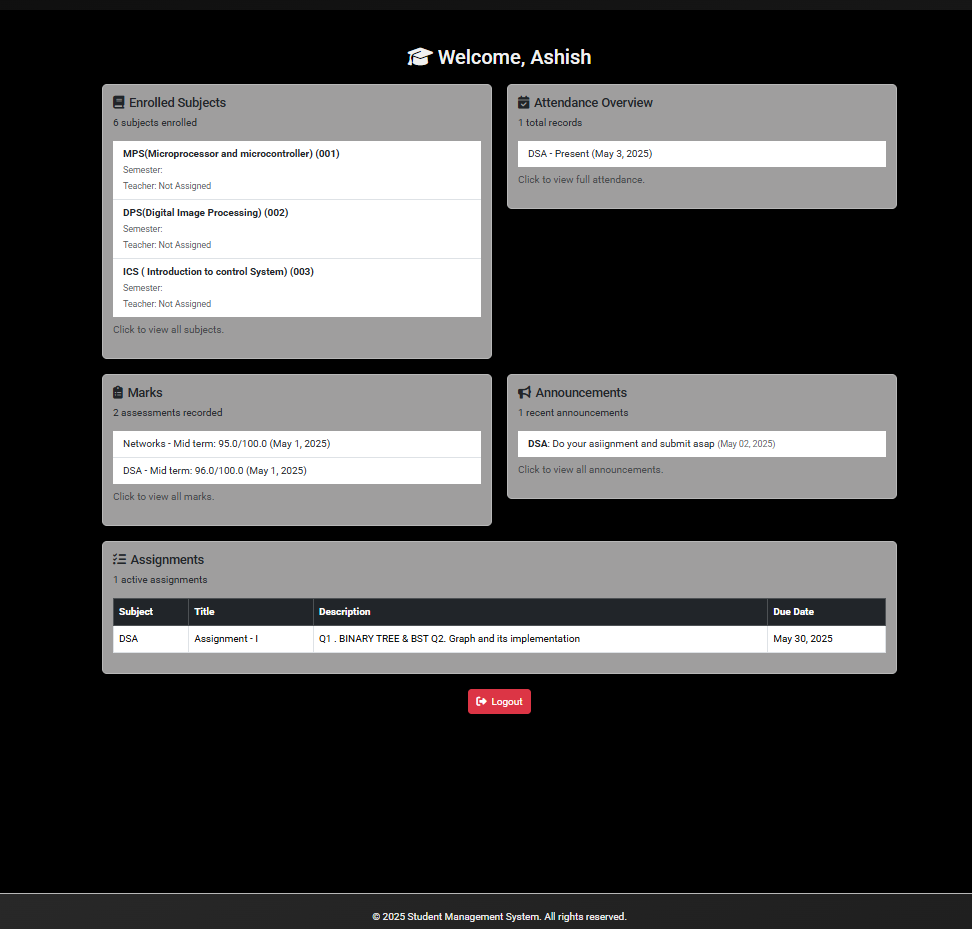 Welcome, Ashish
Enrolled Subjects
6 subjects enrolled
MPS(Microprocessor and microcontroller) (001)
Semester:
Teacher: Not Assigned
DPS(Digital Image Processing) (002)
Semester:
Teacher: Not Assigned
ICS ( Introduction to control System) (003)
Semester:
Teacher: Not Assigned
Click to view all subjects.
Attendance Overview
1 total records
DSA - Present (May 3, 2025)
Click to view full attendance.
Marks
2 assessments recorded
Networks - Mid term: 95.0/100.0 (May 1, 2025)
DSA - Mid term: 96.0/100.0 (May 1, 2025)
Click to view all marks.
Announcements
1 recent announcements
DSA: Do your asiignment and submit asap (May 02, 2025)
Click to view all announcements.
Assignments
1 active assignments
Subject Title Description Due Date
DSA Assignment - I Q1 . BINARY TREE & BST Q2. Graph and its implementation May 30, 2025
Logout
© 2025 Student Management System. All rights reserved.